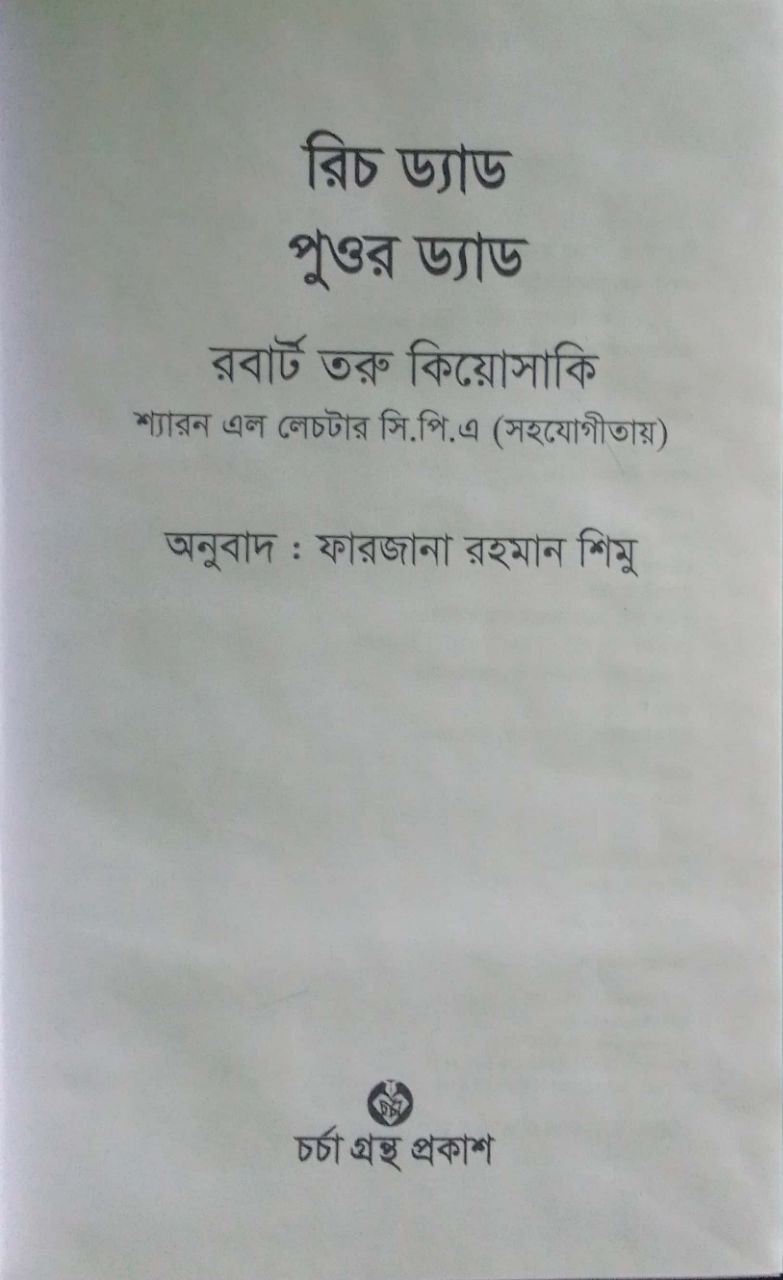 রিচ ড্যাড
পুওর ড্যাড
রবার্ট তরু কিয়োসাকি
শ্যারন এল লেচটার সি.পি.এ (সহযোগীতায়)
অনুবাদ : ফারজানা রহমান শিমু
চর্চা
চর্চা গ্রন্থ প্রকাশ